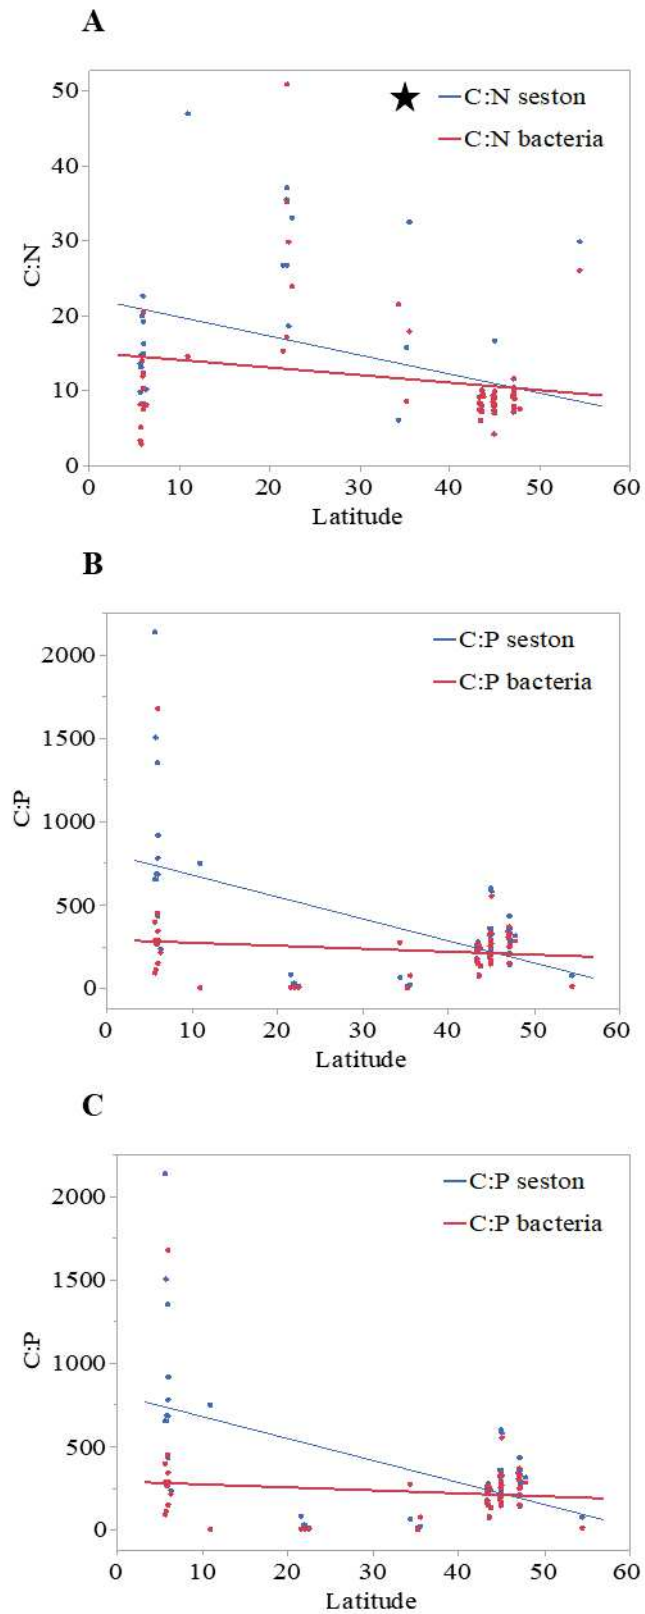 A
50
40
30
20
10
0
C:N
C:N seston
C:N bacteria
0 10 20 30 40 50 60
Latitude
B
2000
1500
1000
500
0
C:P
C:P seston
C:P bacteria
0 10 20 30 40 50 60
Latitude
C
2000
1500
1000
500
0
C:P
C:P seston
C:P bacteria
0 10 20 30 40 50 60
Latitude